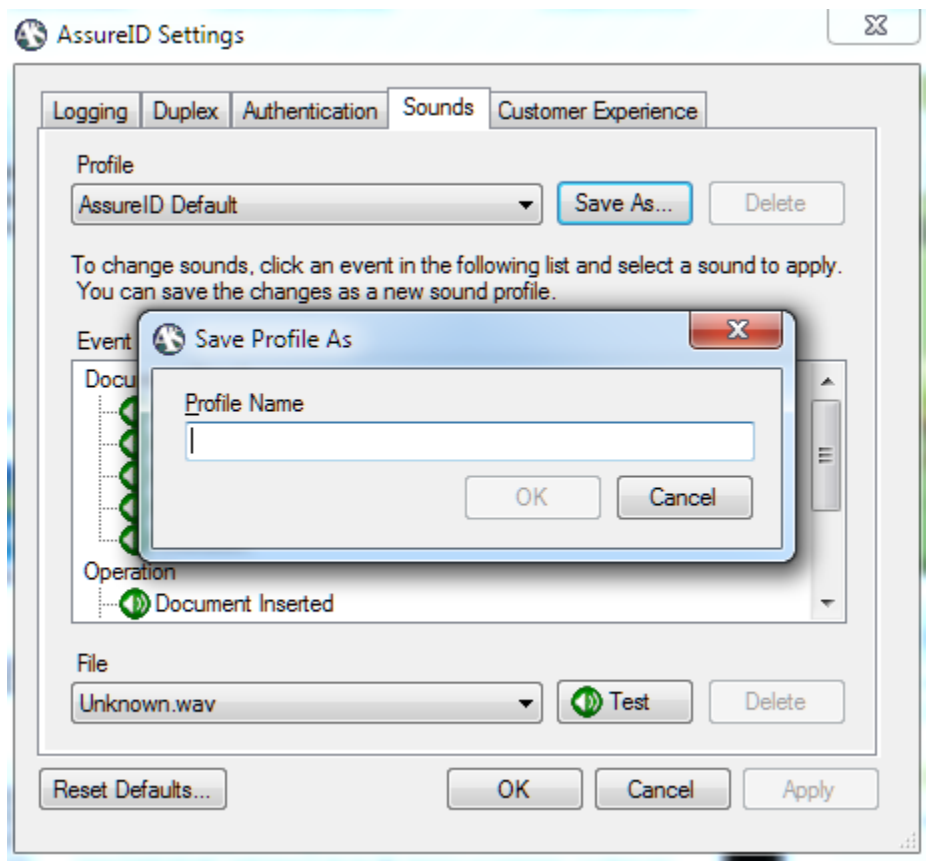 AssureID Settings
Logging Duplex Authentication Sounds Customer Experience
Profile
AssureID Default Save As... Delete
To change sounds, click an event in the following list and select a sound to apply.
You can save the changes as a new sound profile.
Event
Save Profile As
Profile Name
OK Cancel
Operation
Document Inserted
File
Unknown.wav Test Delete
Reset Defaults... OK Cancel Apply